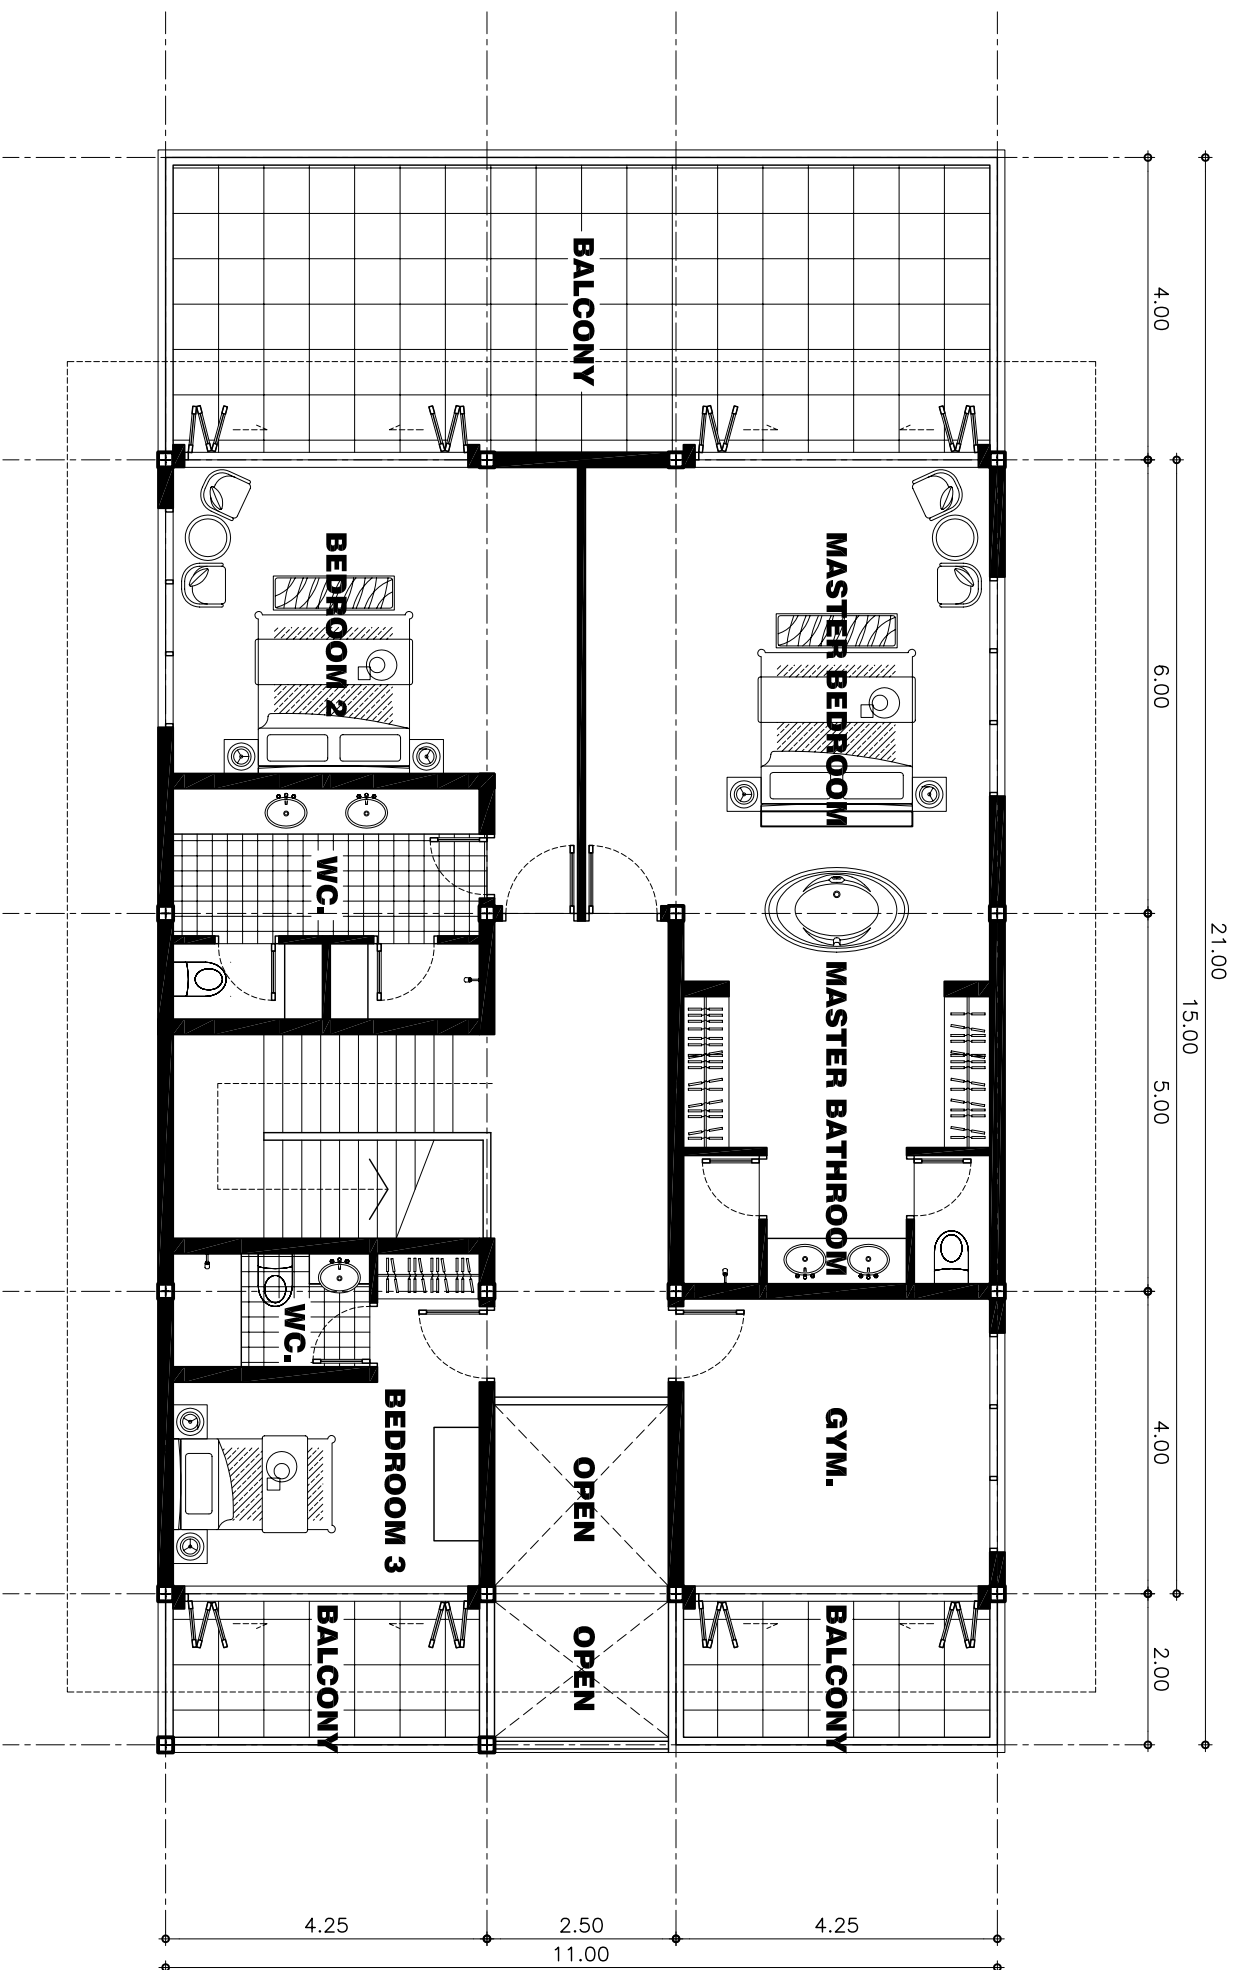 BALCONY
4.00
BEDROOM 2
MASTER BEDROOM
6.00
WC.
21.00
15.00
MASTER BATHROOM
5.00
WC.
BEDROOM 3
OPEN
GYM.
4.00
BALCONY
OPEN
BALCONY
2.00
4.25
2.50
4.25
11.00